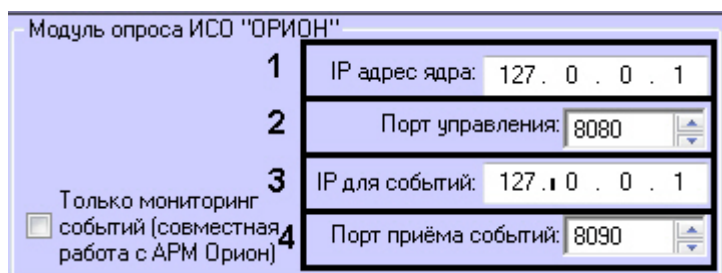 Модуль опроса ИСО "ОРИОН"
1 IP адрес ядра: 127 . 0 . 0 . 1
2 Порт управления: 8080
3 IP для событий: 127 . 0 . 0 . 1
4 Порт приёма событий: 8090
Только мониторинг
событий (совместная
работа с АРМ Орион)